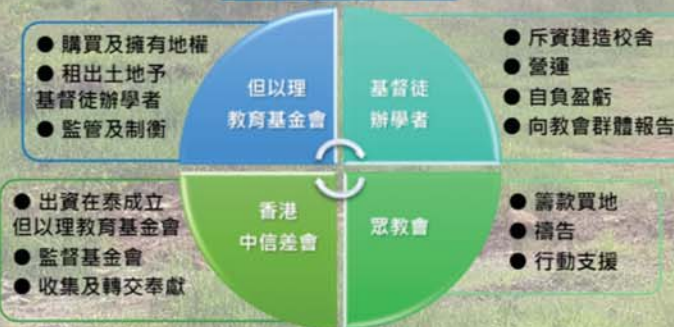 ● 購買及擁有地權
● 租出土地予
基督徒辦學者
● 監管及制衡
但以理
教育基金會
基督徒
辦學者
● 斥資建造校舍
● 營運
● 自負盈虧
● 向教會群體報告
● 出資在泰成立
但以理教育基金會
● 監督基金會
● 收集及轉交奉獻
香港
中信差會
眾教會
● 籌款買地
● 禱告
● 行動支援